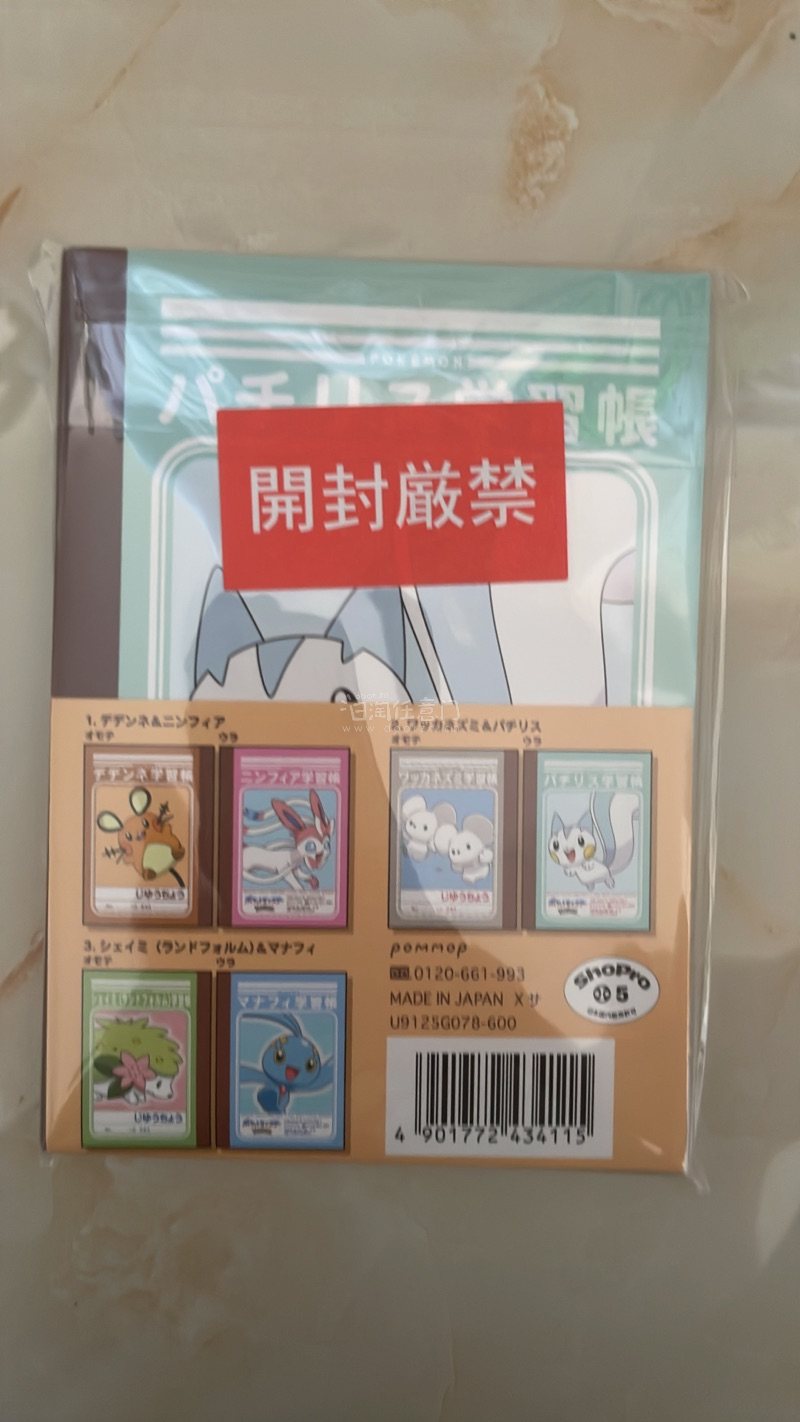 POKÉMON
パチリス学習帳
開封厳禁
1. デデンネ&ニンフィア
オモテ
ウラ
デデンネ学習帳
じゆうちょう
ニンフィア学習帳
2. ワッカネズミ&パチリス
オモテ
ウラ
ワッカネズミ学習帳
じゆうちょう
パチリス学習帳
3. シェイミ (ランドフォルム)&マナフィ
オモテ
ウラ
じゆうちょう
マナフィ学習帳
pommop
0120-661-993
MADE IN JAPAN X サ
U9125G078-600
ShoPro
小 5
4 901772 434115